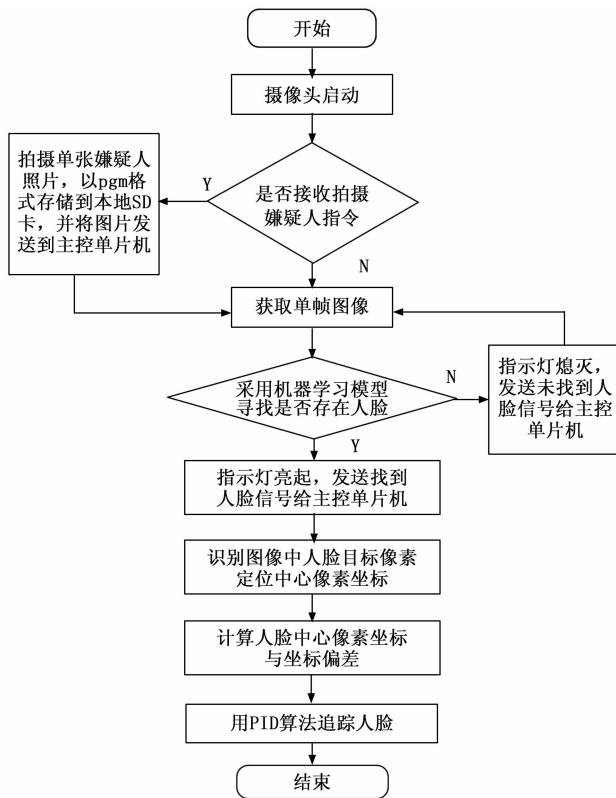 开始
摄像头启动
拍摄单张嫌疑人
照片，以pgm格
式存储到本地SD
卡，并将图片发
送到主控单片机
Y
是否接收拍摄
嫌疑人指令
N
获取单帧图像
采用机器学习模型
寻找是否存在人脸
N
指示灯熄灭，
发送未找到人
脸信号给主控
单片机
Y
指示灯亮起，发送找到
人脸信号给主控单片机
识别图像中人脸目标像素
定位中心像素坐标
计算人脸中心像素坐标
与坐标偏差
用PID算法追踪人脸
结束